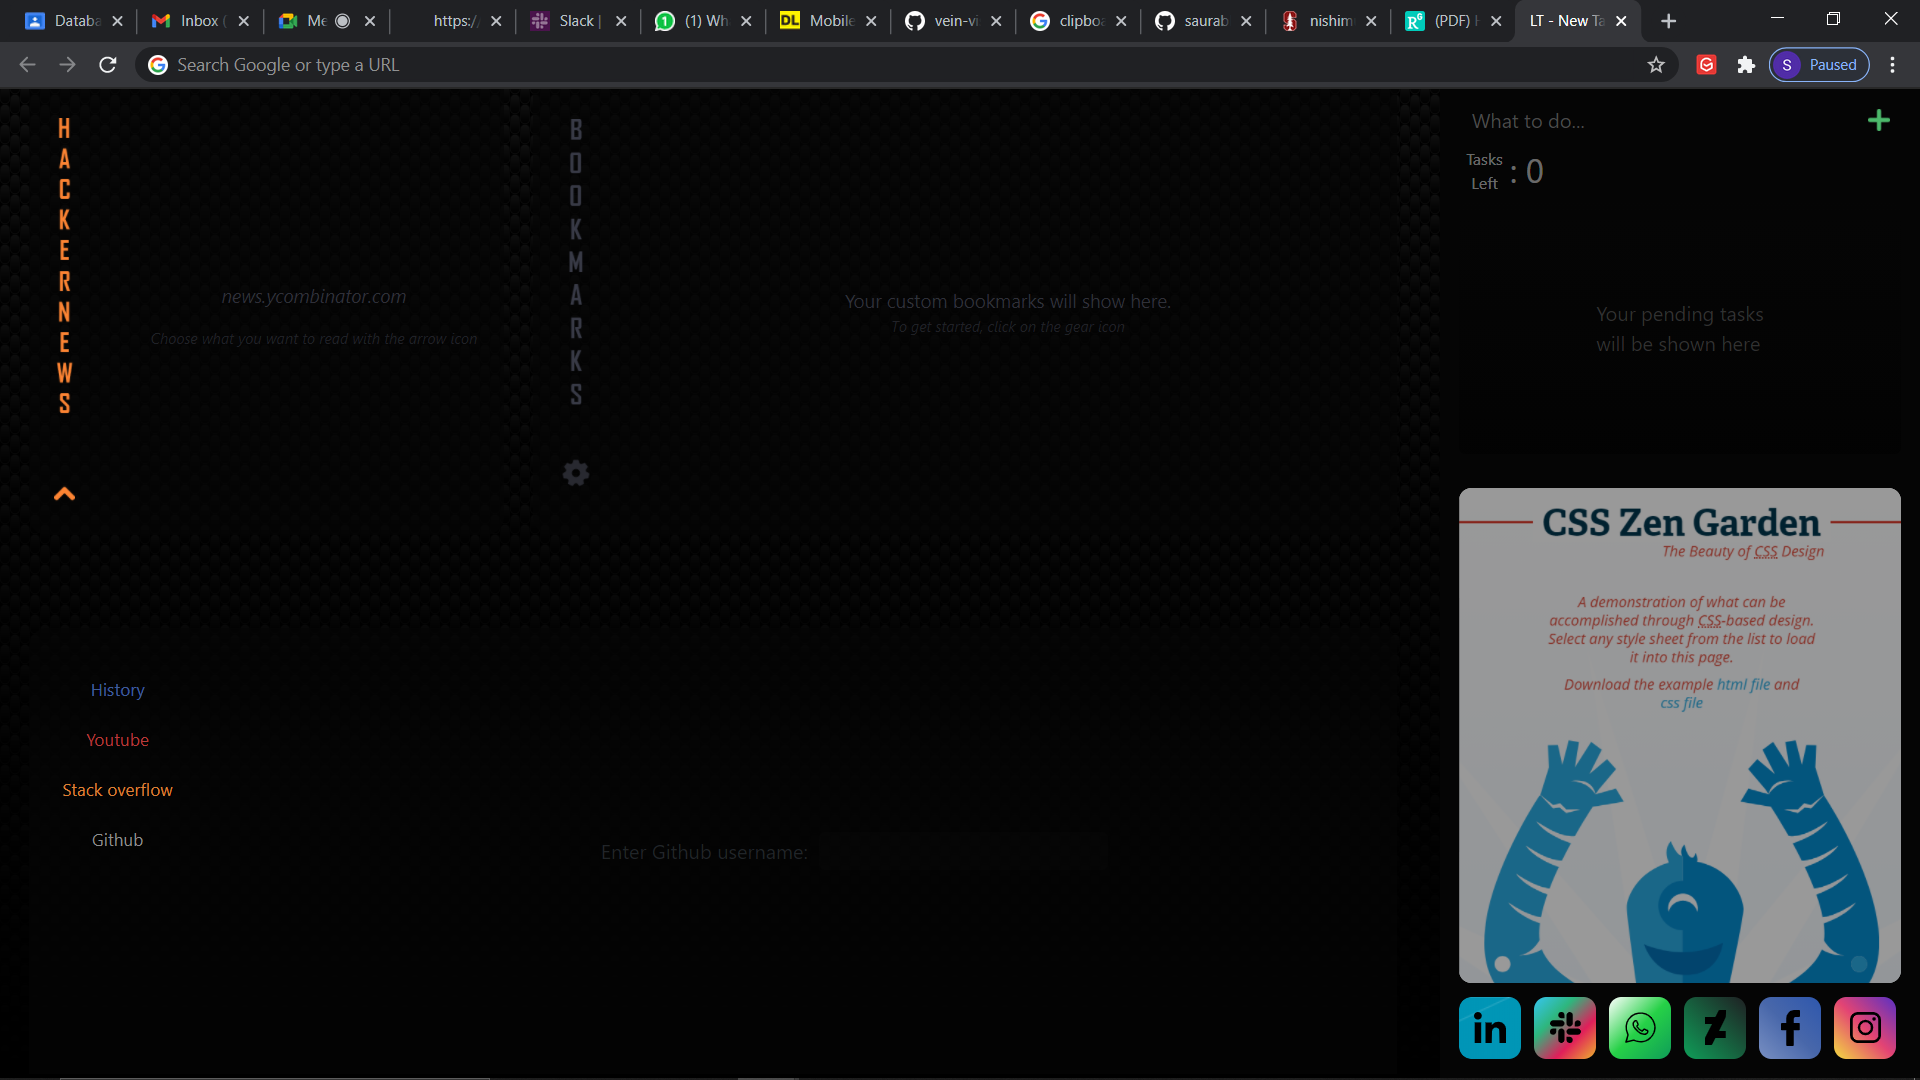 Datab
Inbox (
Me
https:/
Slack |
(1) Wh
DL
Mobile
vein-vi
clipbo
saurab
nishim
(PDF)
LT - New Ta
Search Google or type a URL
S
Paused
HACKERNEWS
news.ycombinator.com
Choose what you want to read with the arrow icon
BOOKMARKS
Your custom bookmarks will show here.
To get started, click on the gear icon
What to do...
Tasks
Left : 0
Your pending tasks
will be shown here
CSS Zen Garden
The Beauty of CSS Design
A demonstration of what can be
accomplished through CSS-based design.
Select any style sheet from the list to load
it into this page.
Download the example html file and
css file
History
Youtube
Stack overflow
Github
Enter Github username:
in